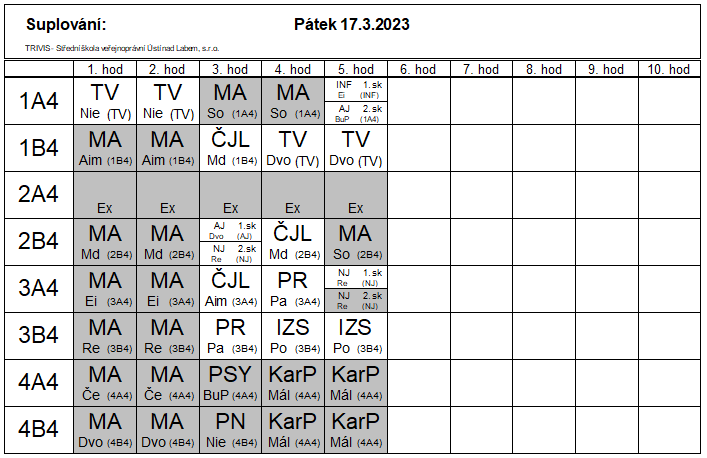 Suplování: Pátek 17.3.2023
TRIVIS - Střední škola veřejnoprávní Ústí nad Labem, s.r.o.
1. hod 2. hod 3. hod 4. hod 5. hod 6. hod 7. hod 8. hod 9. hod 10. hod
1A4 TV TV MA MA INF 1.sk
Ei (INF)
AJ 2.sk
Nie (TV) Nie (TV) So (1A4) So (1A4) BuP (1A4)
1B4 MA MA ČJL TV TV
Aim (1B4) Aim (1B4) Md (1B4) Dvo (TV) Dvo (TV)
2A4
Ex Ex Ex Ex Ex
2B4 MA MA AJ 1.sk ČJL MA
Dvo (AJ)
NJ 2.sk
Md (2B4) Md (2B4) Re (NJ) Md (2B4) So (2B4)
3A4 MA MA ČJL PR NJ 1.sk
Re (NJ)
NJ 2.sk
Ei (3A4) Ei (3A4) Aim (3A4) Pa (3A4) Re (NJ)
3B4 MA MA PR IZS IZS
Re (3B4) Re (3B4) Pa (3B4) Po (3B4) Po (3B4)
4A4 MA MA PSY KarP KarP
Če (4A4) Če (4A4) BuP (4A4) Mál (4A4) Mál (4A4)
4B4 MA MA PN KarP KarP
Dvo (4B4) Dvo (4B4) Nie (4B4) Mál (4A4) Mál (4A4)